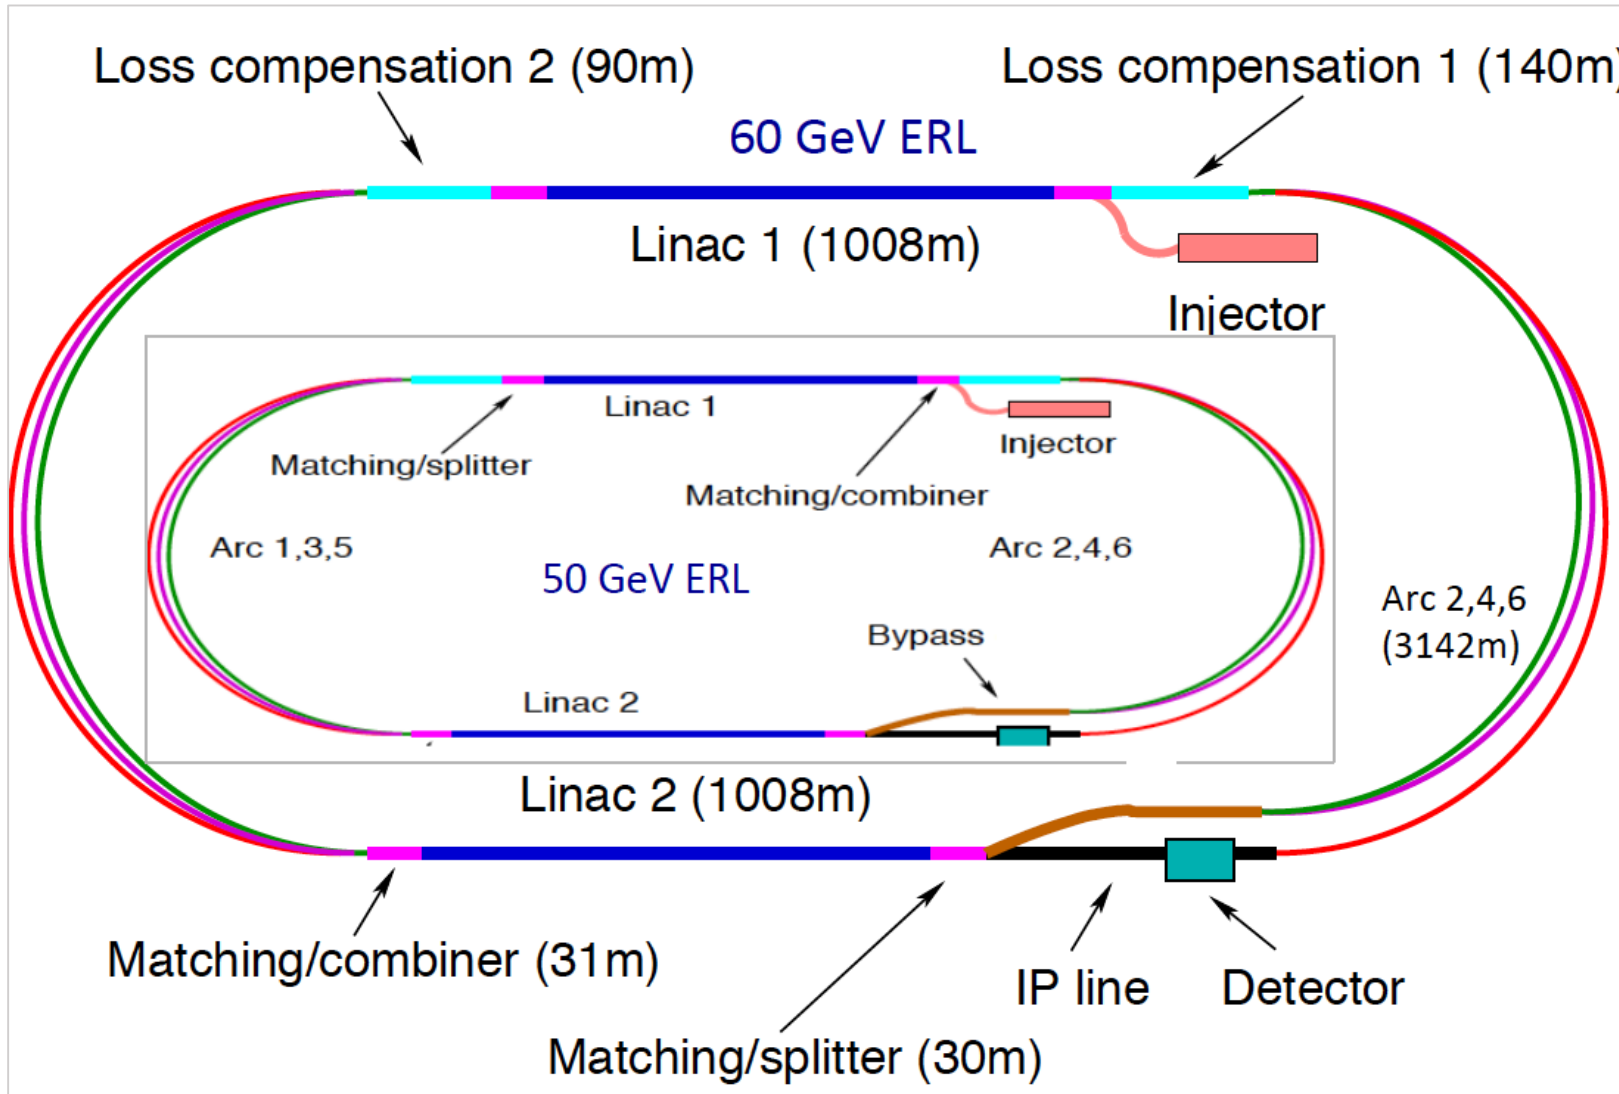 Loss compensation 2 (90m)
Loss compensation 1 (140m)
60 GeV ERL
Linac 1 (1008m)
Injector
Linac 1
Injector
Matching/splitter
Matching/combiner
Arc 1,3,5
Arc 2,4,6
50 GeV ERL
Arc 2,4,6
(3142m)
Bypass
Linac 2
Linac 2 (1008m)
Matching/combiner (31m)
IP line
Detector
Matching/splitter (30m)